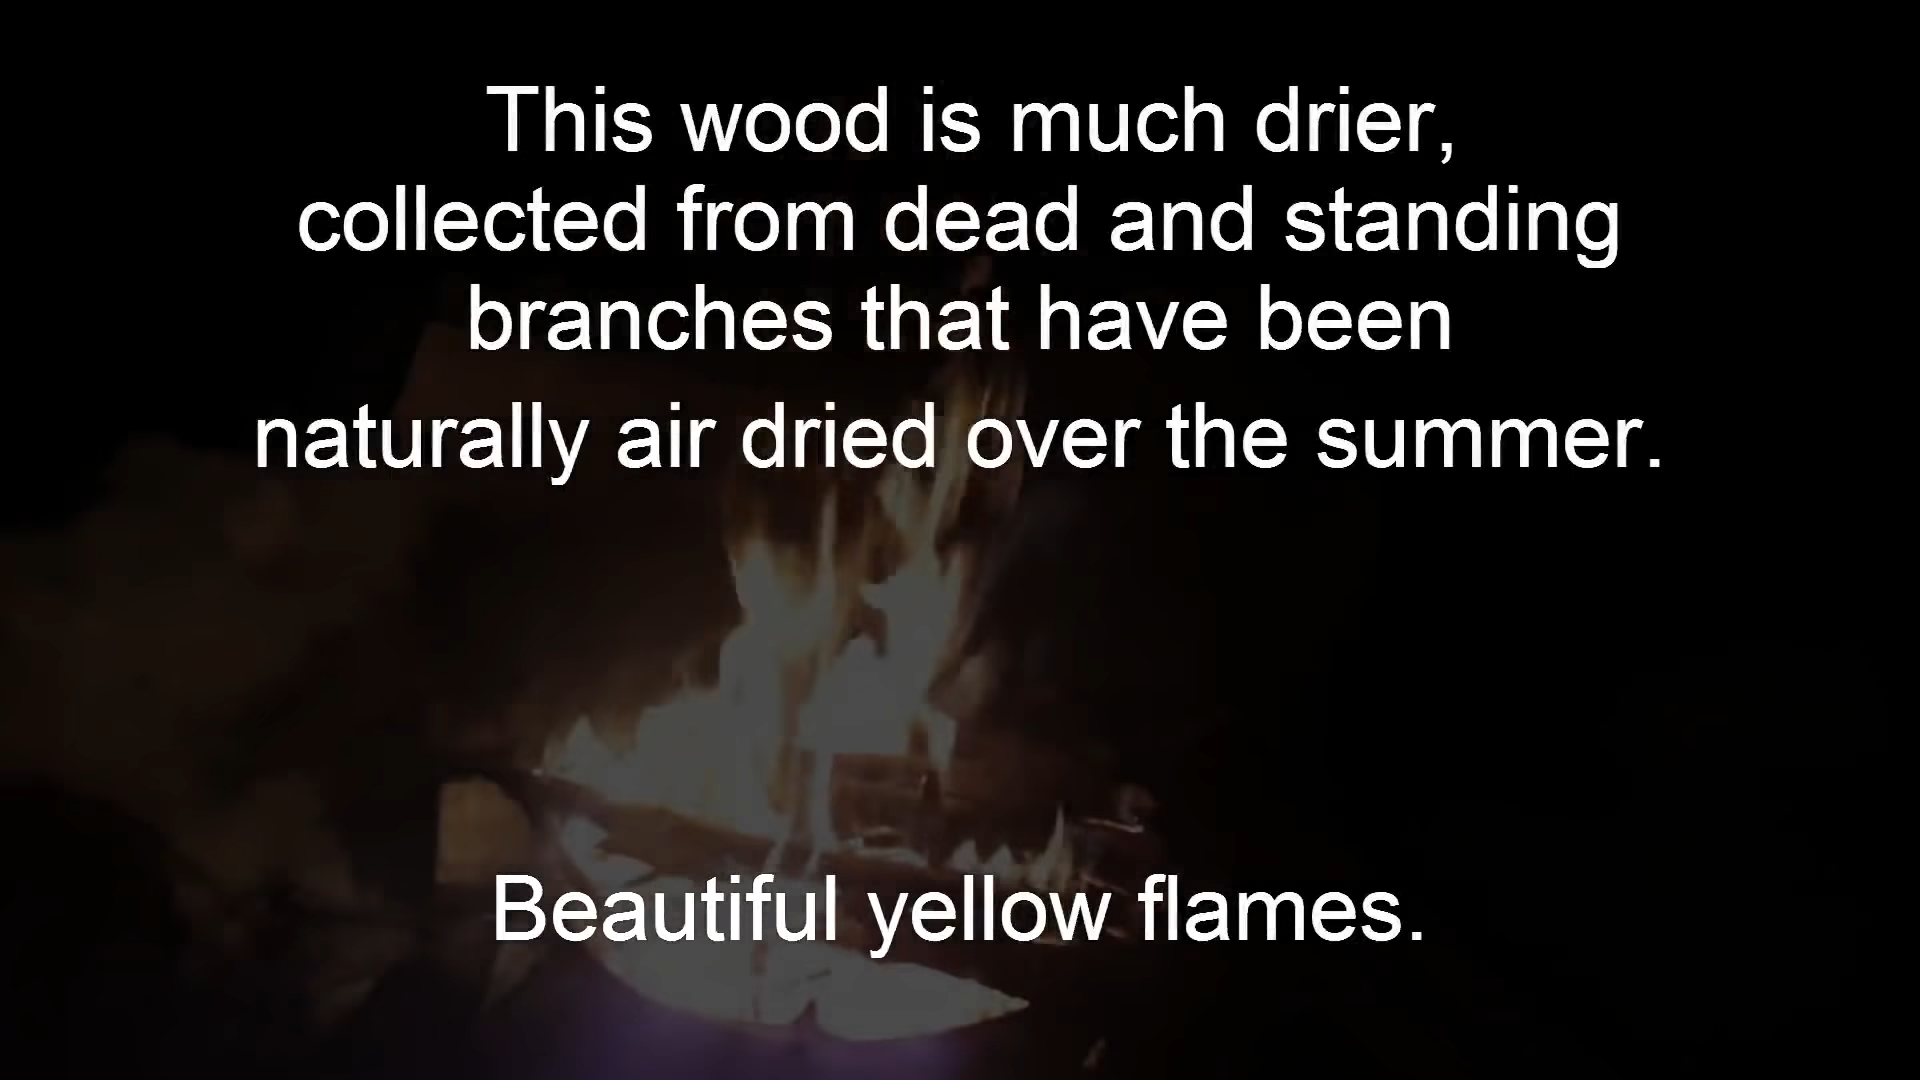 This wood is much drier,
collected from dead and standing
branches that have been
naturally air dried over the summer.
Beautiful yellow flames.